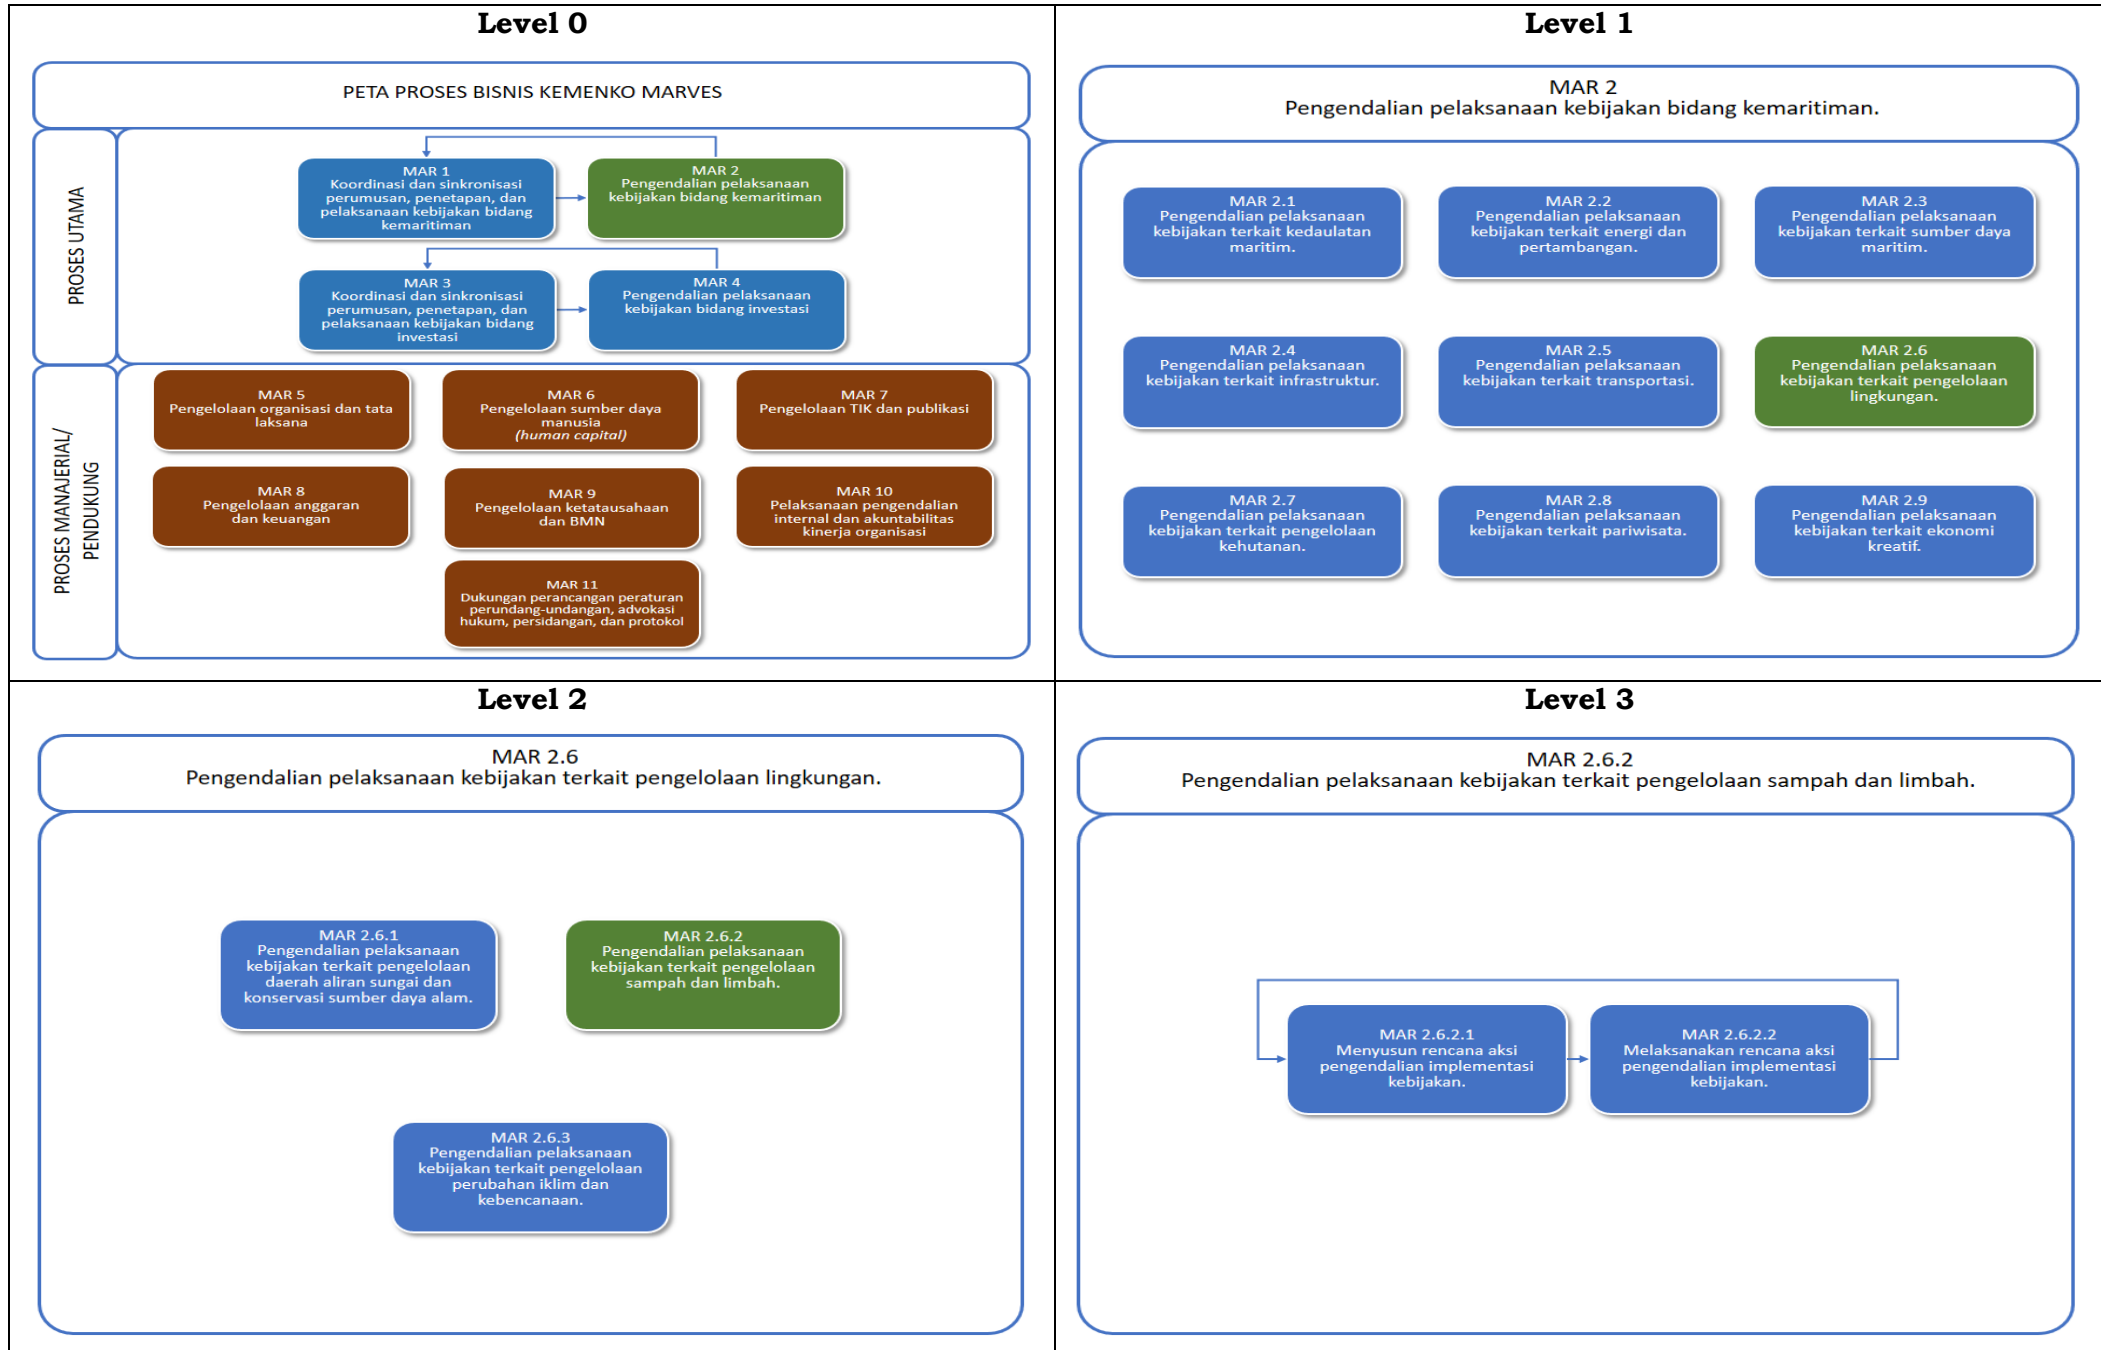 Level 0
PETA PROSES BISNIS KEMENKO MARVES
PROSES UTAMA
MAR 1
Koordinasi dan sinkronisasi
perumusan, penetapan, dan
pelaksanaan kebijakan bidang
kemaritiman
MAR 2
Pengendalian pelaksanaan
kebijakan bidang kemaritiman
MAR 3
Koordinasi dan sinkronisasi
perumusan, penetapan, dan
pelaksanaan kebijakan bidang
investasi
MAR 4
Pengendalian pelaksanaan
kebijakan bidang investasi
PROSES MANAJERIAL/
PENDUKUNG
MAR 5
Pengelolaan organisasi dan tata
laksana
MAR 6
Pengelolaan sumber daya
manusia
(human capital)
MAR 7
Pengelolaan TIK dan publikasi
MAR 8
Pengelolaan anggaran
dan keuangan
MAR 9
Pengelolaan ketatausahaan
dan BMN
MAR 10
Pelaksanaan pengendalian
internal dan akuntabilitas
kinerja organisasi
MAR 11
Dukungan perancangan peraturan
perundang-undangan, advokasi
hukum, persidangan, dan protokol
Level 1
MAR 2
Pengendalian pelaksanaan kebijakan bidang kemaritiman.
MAR 2.1
Pengendalian pelaksanaan
kebijakan terkait kedaulatan
maritim.
MAR 2.2
Pengendalian pelaksanaan
kebijakan terkait energi dan
pertambangan.
MAR 2.3
Pengendalian pelaksanaan
kebijakan terkait sumber daya
maritim.
MAR 2.4
Pengendalian pelaksanaan
kebijakan terkait infrastruktur.
MAR 2.5
Pengendalian pelaksanaan
kebijakan terkait transportasi.
MAR 2.6
Pengendalian pelaksanaan
kebijakan terkait pengelolaan
lingkungan.
MAR 2.7
Pengendalian pelaksanaan
kebijakan terkait pengelolaan
kehutanan.
MAR 2.8
Pengendalian pelaksanaan
kebijakan terkait pariwisata.
MAR 2.9
Pengendalian pelaksanaan
kebijakan terkait ekonomi
kreatif.
Level 2
MAR 2.6
Pengendalian pelaksanaan kebijakan terkait pengelolaan lingkungan.
MAR 2.6.1
Pengendalian pelaksanaan
kebijakan terkait pengelolaan
daerah aliran sungai dan
konservasi sumber daya alam.
MAR 2.6.2
Pengendalian pelaksanaan
kebijakan terkait pengelolaan
sampah dan limbah.
MAR 2.6.3
Pengendalian pelaksanaan
kebijakan terkait pengelolaan
perubahan iklim dan
kebencanaan.
Level 3
MAR 2.6.2
Pengendalian pelaksanaan kebijakan terkait pengelolaan sampah dan limbah.
MAR 2.6.2.1
Menyusun rencana aksi
pengendalian implementasi
kebijakan.
MAR 2.6.2.2
Melaksanakan rencana aksi
pengendalian implementasi
kebijakan.